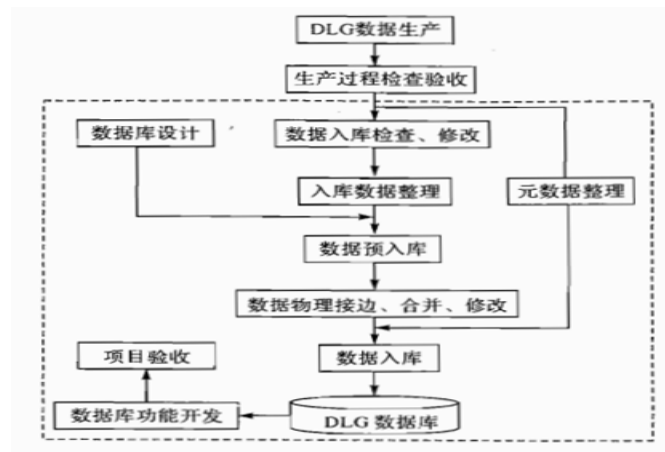 DLG数据生产
生产过程检查验收
数据库设计
数据入库检查、修改
入库数据整理
元数据整理
数据预入库
数据物理接边、合并、修改
数据入库
项目验收
数据库功能开发
DLG 数据库